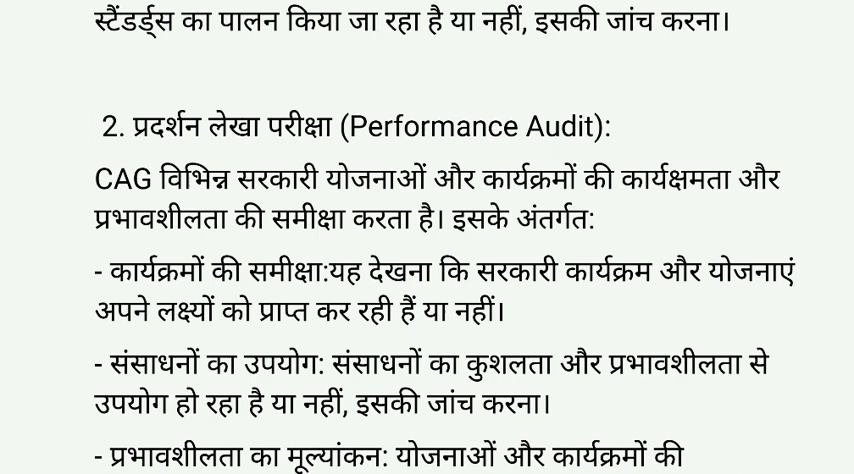 स्टैंडर्ड्स का पालन किया जा रहा है या नहीं, इसकी जांच करना।
2. प्रदर्शन लेखा परीक्षा (Performance Audit):
CAG विभिन्न सरकारी योजनाओं और कार्यक्रमों की कार्यक्षमता और
प्रभावशीलता की समीक्षा करता है। इसके अंतर्गत:
- कार्यक्रमों की समीक्षा:यह देखना कि सरकारी कार्यक्रम और योजनाएं
अपने लक्ष्यों को प्राप्त कर रही हैं या नहीं।
- संसाधनों का उपयोग: संसाधनों का कुशलता और प्रभावशीलता से
उपयोग हो रहा है या नहीं, इसकी जांच करना।
- प्रभावशीलता का मूल्यांकन: योजनाओं और कार्यक्रमों की